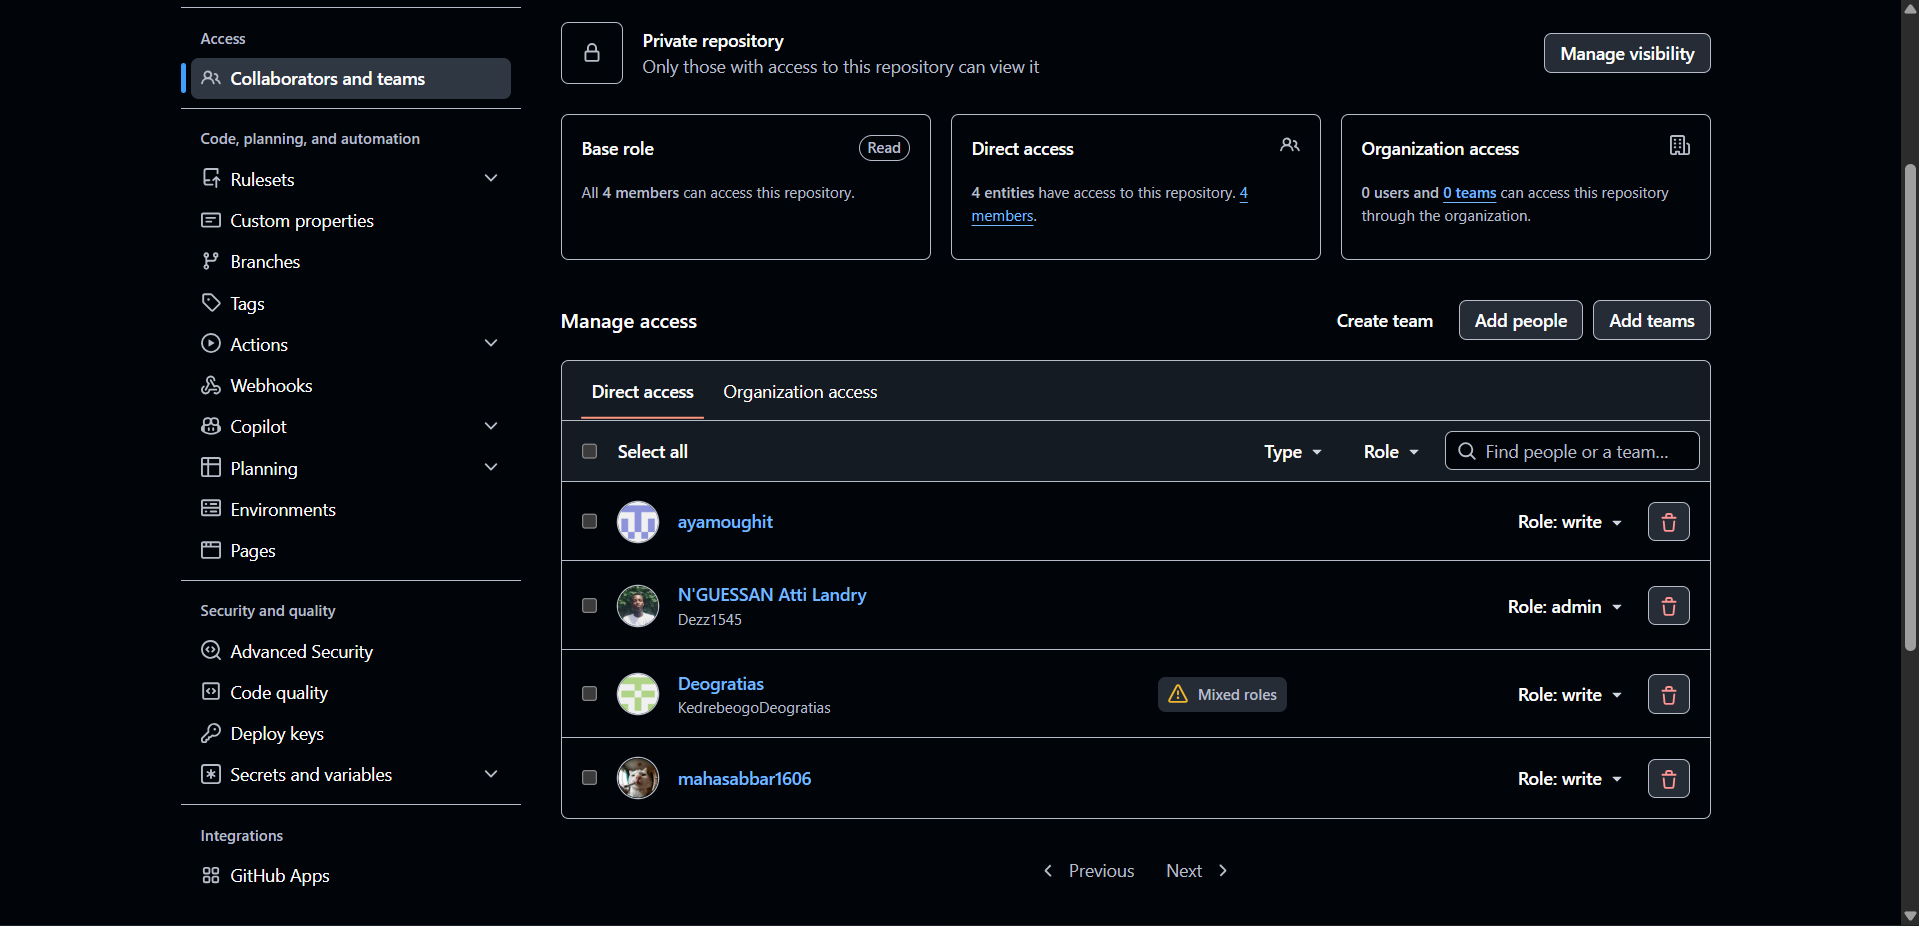 Access
Collaborators and teams
Code, planning, and automation
Rulesets
Custom properties
Branches
Tags
Actions
Webhooks
Copilot
Planning
Environments
Pages
Security and quality
Advanced Security
Code quality
Deploy keys
Secrets and variables
Integrations
GitHub Apps
Private repository
Only those with access to this repository can view it
Manage visibility
Base role
Read
All 4 members can access this repository.
Direct access
4 entities have access to this repository. 4
members.
Organization access
0 users and 0 teams can access this repository
through the organization.
Manage access
Create team
Add people
Add teams
Direct access
Organization access
Select all
Type
Role
Find people or a team...
ayamoughit
Role: write
N'GUESSAN Atti Landry
Dezz1545
Role: admin
Deogratias
KedrebeogoDeogratias
Mixed roles
Role: write
mahasabbar1606
Role: write
Previous
Next